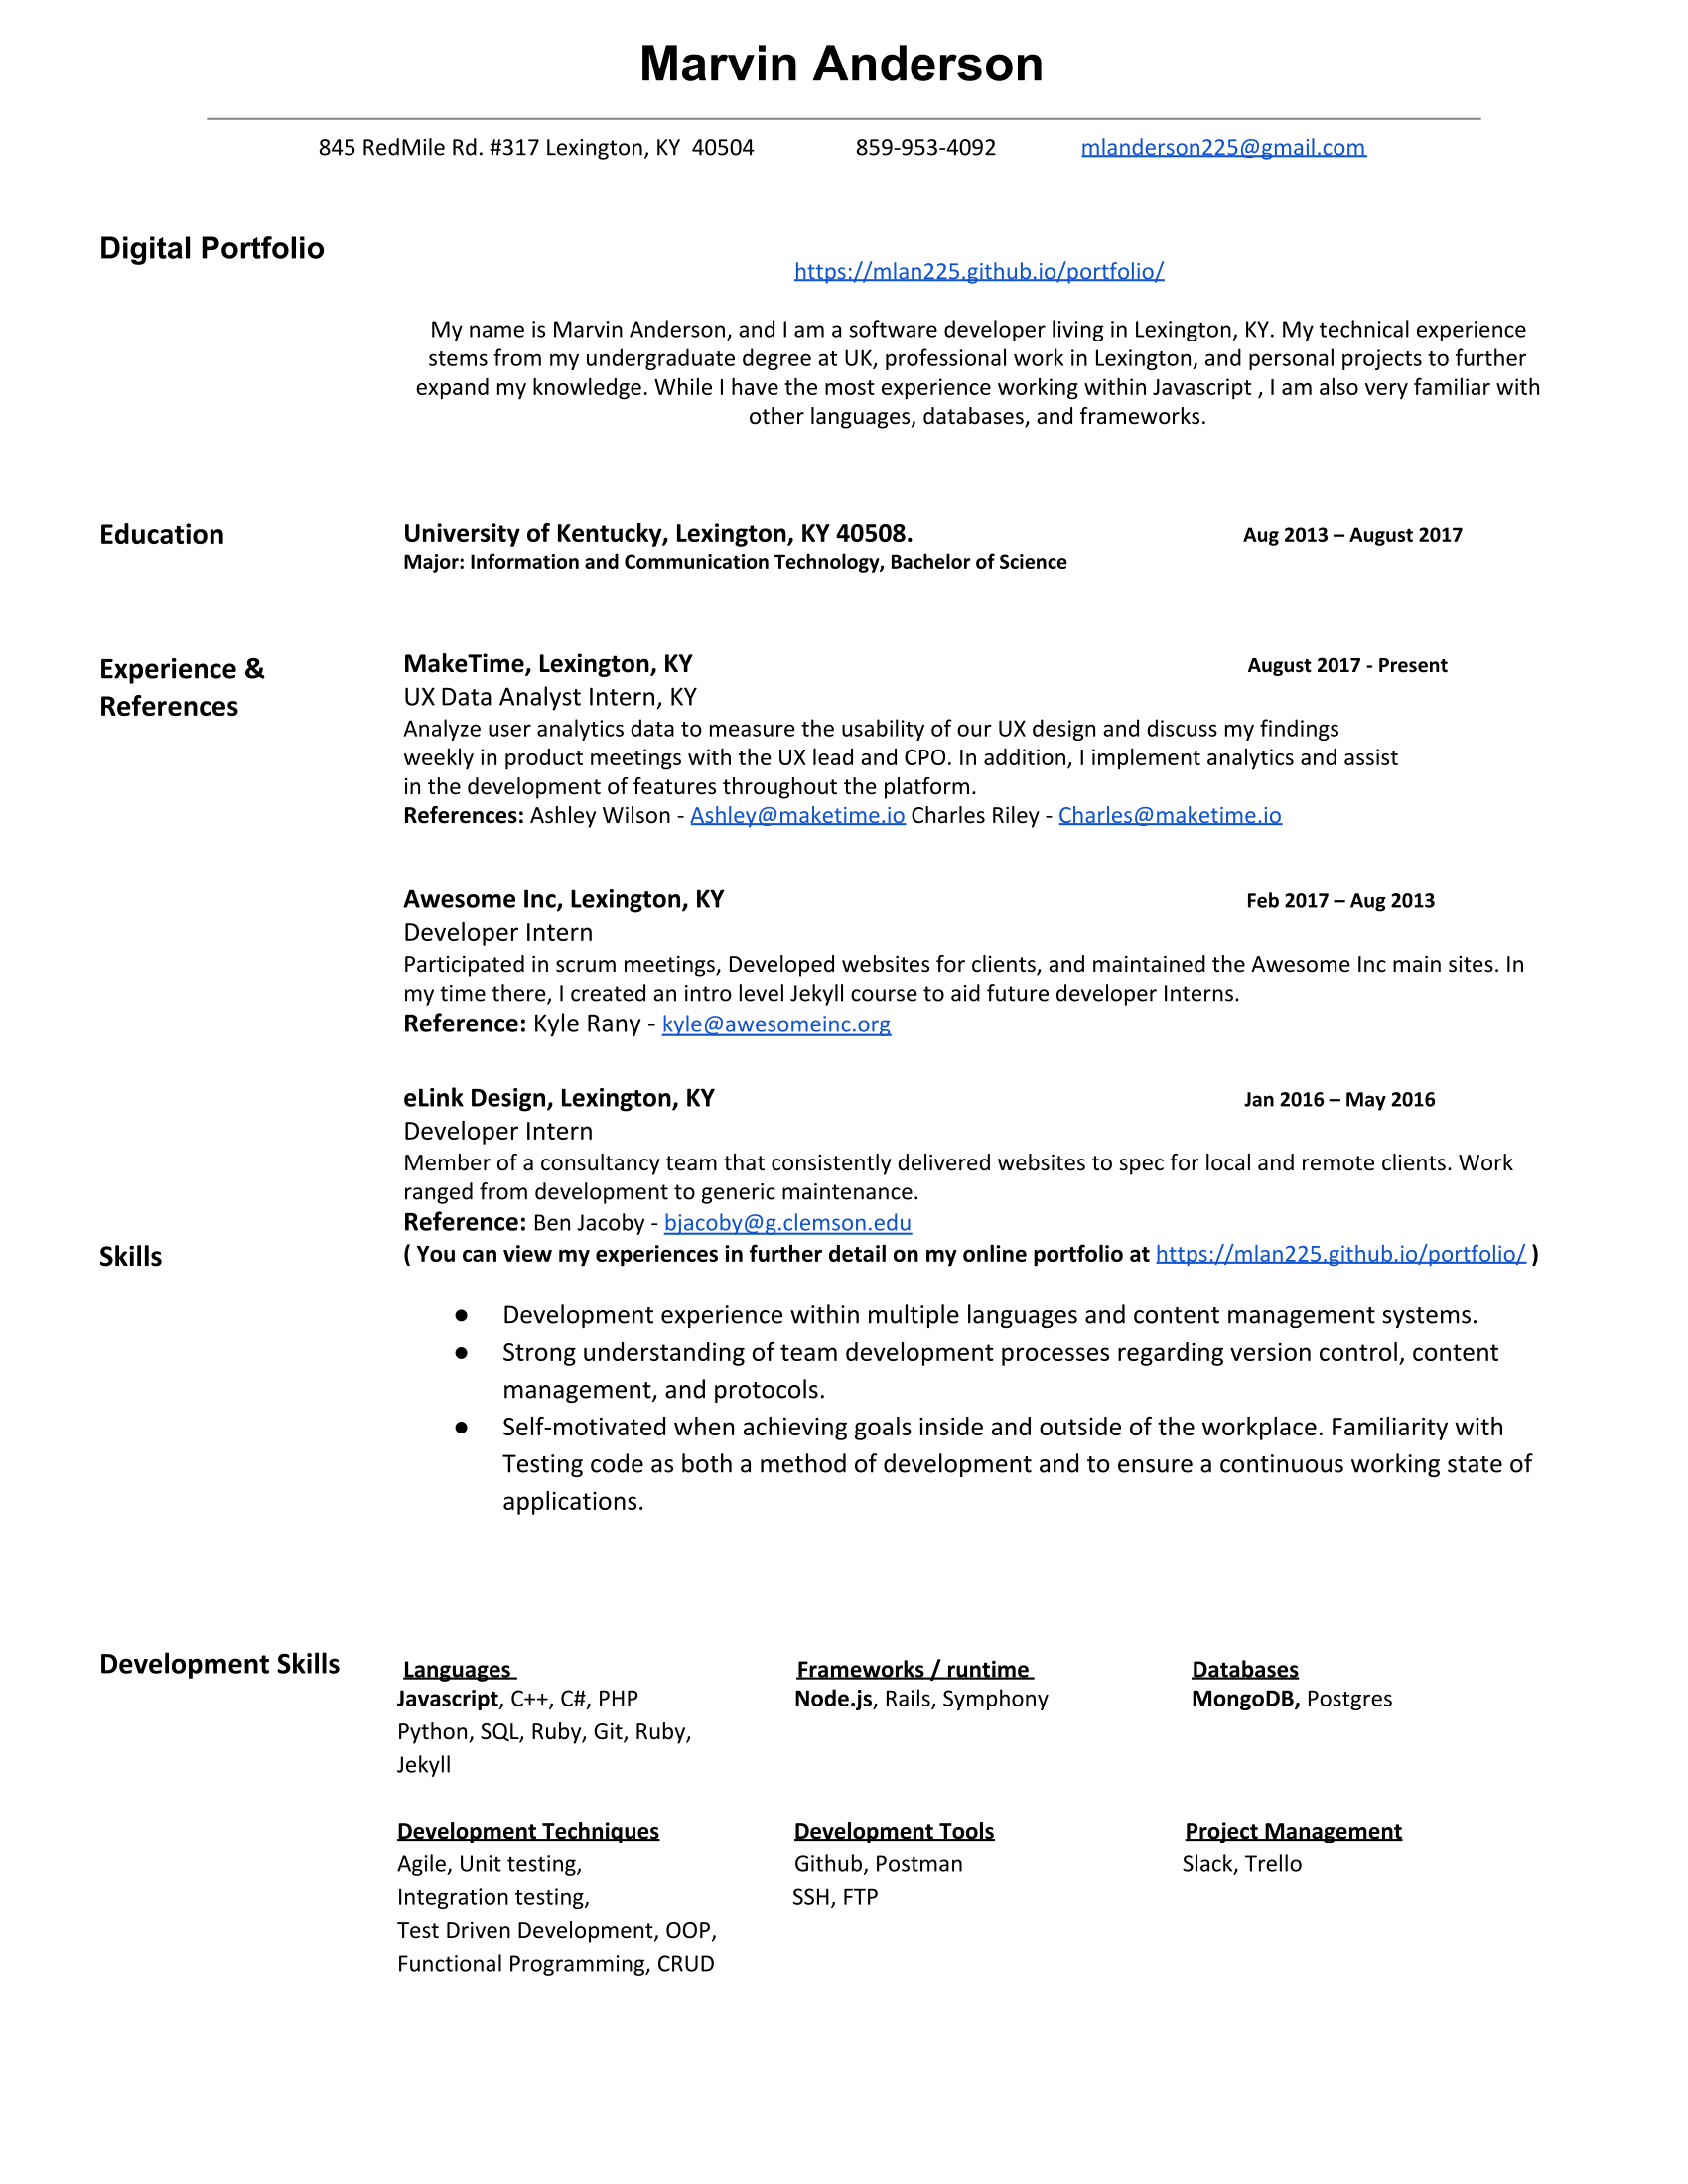 Marvin Anderson
845 RedMile Rd. #317 Lexington, KY 40504 859-953-4092 mlanderson225@gmail.com
Digital Portfolio
https://mlan225.github.io/portfolio/
My name is Marvin Anderson, and I am a software developer living in Lexington, KY. My technical experience
stems from my undergraduate degree at UK, professional work in Lexington, and personal projects to further
expand my knowledge. While I have the most experience working within Javascript , I am also very familiar with
other languages, databases, and frameworks.
Education University of Kentucky, Lexington, KY 40508. Aug 2013 – August 2017
Major: Information and Communication Technology, Bachelor of Science
Experience &
References
MakeTime, Lexington, KY August 2017 - Present
UX Data Analyst Intern, KY
Analyze user analytics data to measure the usability of our UX design and discuss my findings
weekly in product meetings with the UX lead and CPO. In addition, I implement analytics and assist
in the development of features throughout the platform.
References: Ashley Wilson - Ashley@maketime.io Charles Riley - Charles@maketime.io
Awesome Inc, Lexington, KY Feb 2017 – Aug 2013
Developer Intern
Participated in scrum meetings, Developed websites for clients, and maintained the Awesome Inc main sites. In
my time there, I created an intro level Jekyll course to aid future developer Interns.
Reference: Kyle Rany - kyle@awesomeinc.org
eLink Design, Lexington, KY Jan 2016 – May 2016
Developer Intern
Member of a consultancy team that consistently delivered websites to spec for local and remote clients. Work
ranged from development to generic maintenance.
Reference: Ben Jacoby - bjacoby@g.clemson.edu
Skills ( You can view my experiences in further detail on my online portfolio at https://mlan225.github.io/portfolio/ )
● Development experience within multiple languages and content management systems.
● Strong understanding of team development processes regarding version control, content
management, and protocols.
● Self-motivated when achieving goals inside and outside of the workplace. Familiarity with
Testing code as both a method of development and to ensure a continuous working state of
applications.
Development Skills
Languages Frameworks / runtime Databases
Javascript, C++, C#, PHP Node.js, Rails, Symphony MongoDB, Postgres
Python, SQL, Ruby, Git, Ruby,
Jekyll
Development Techniques Development Tools Project Management
Agile, Unit testing, Github, Postman Slack, Trello
Integration testing, SSH, FTP
Test Driven Development, OOP,
Functional Programming, CRUD